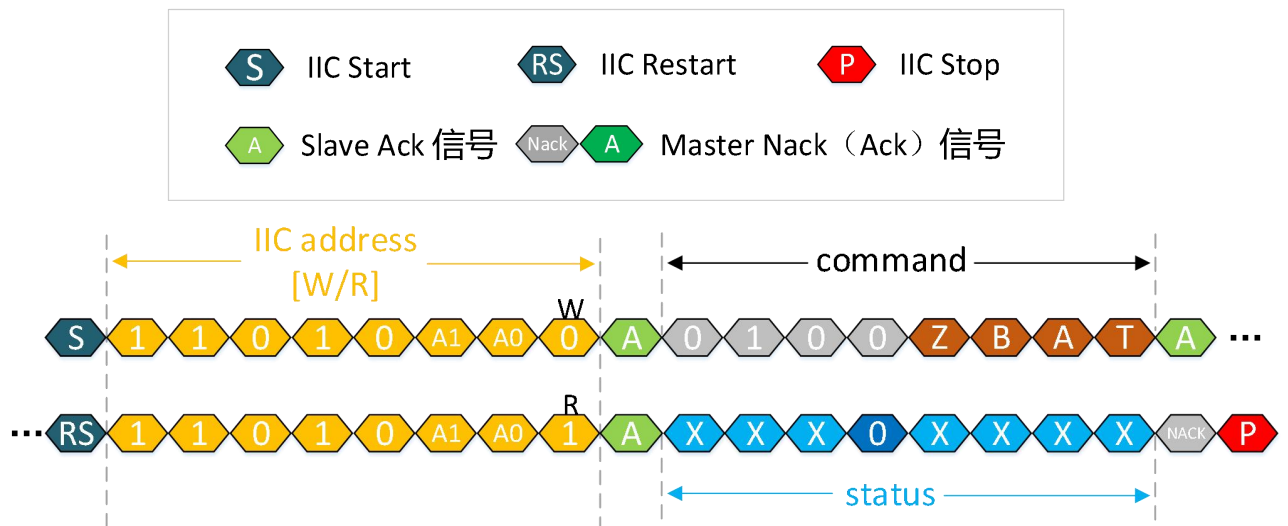 S IIC Start RS IIC Restart P IIC Stop
A Slave Ack 信号 Nack A Master Nack（Ack）信号
IIC address
[W/R]
command
W
S 1 1 0 1 0 A1 A0 0 A 0 1 0 0 Z B A T A ...
R
...RS 1 1 0 1 0 A1 A0 1 A X X X 0 X X X X NACK P
status